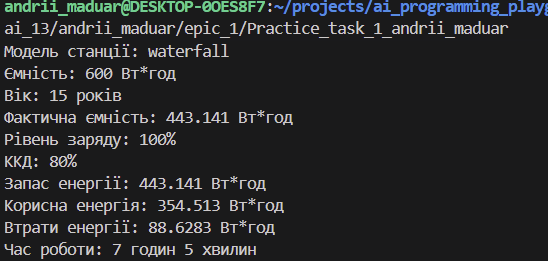 andrii_maduar@DESKTOP-0OES8F7:~/projects/ai_programming_playg
ai_13/andrii_maduar/epic_1/Practice_task_1_andrii_maduar
Модель станції: waterfall
Ємність: 600 Вт*год
Вік: 15 років
Фактична ємність: 443.141 Вт*год
Рівень заряду: 100%
ККД: 80%
Запас енергії: 443.141 Вт*год
Корисна енергія: 354.513 Вт*год
Втрати енергії: 88.6283 Вт*год
Час роботи: 7 годин 5 хвилин